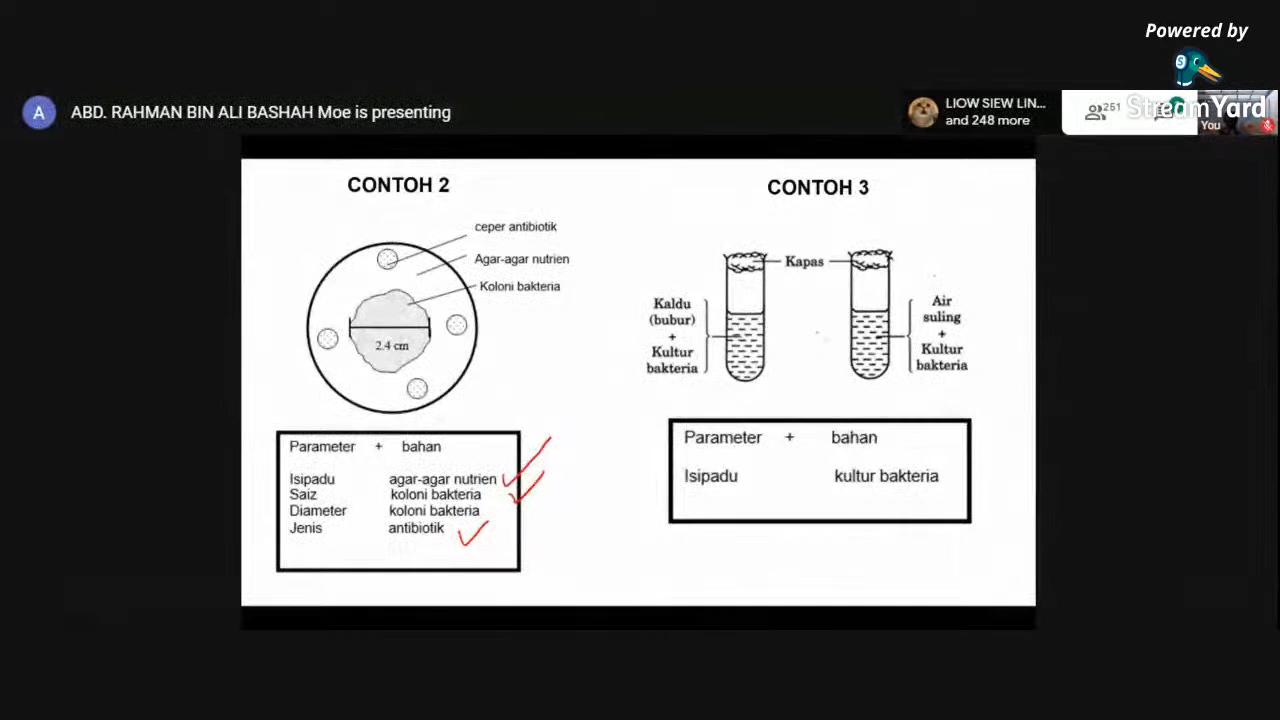 Powered by
StreamYard
A
ABD. RAHMAN BIN ALI BASHAH Moe is presenting
LIOW SIEW LIN...
and 248 more
251
You
CONTOH 2
ceper antibiotik
Agar-agar nutrien
Koloni bakteria
2.4 cm
Parameter + bahan
Isipadu agar-agar nutrien
Saiz koloni bakteria
Diameter koloni bakteria
Jenis antibiotik
CONTOH 3
Kapas
Kaldu
(bubur)
+
Kultur
bakteria
Air
suling
+
Kultur
bakteria
Parameter + bahan
Isipadu kultur bakteria